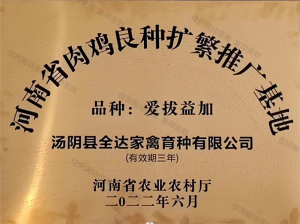 河南省肉鸡良种扩繁推广基地
品种：爱拔益加
汤阴县全达家禽育种有限公司
(有效期三年)
河南省农业农村厅
二〇二二年六月